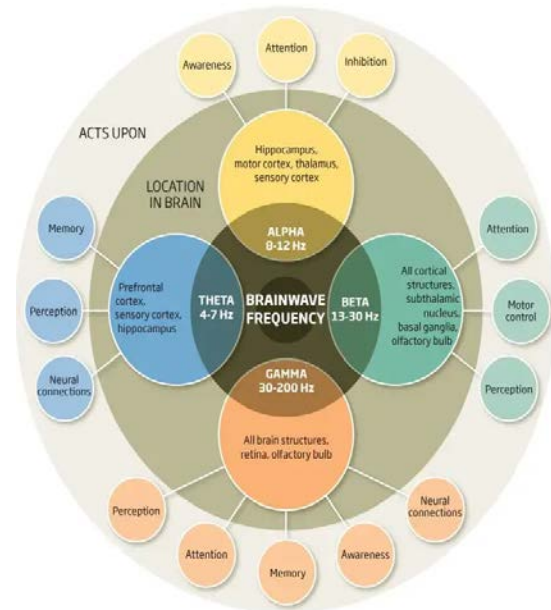 Attention
Awareness
Inhibition
ACTS UPON
Hippocampus,
motor cortex, thalamus,
sensory cortex
LOCATION
IN BRAIN
ALPHA
8-12 Hz
Memory
Perception
Neural
connections
Prefrontal
cortex,
sensory cortex,
hippocampus
THETA
4-7 Hz
BRAINWAVE
FREQUENCY
BETA
13-30 Hz
All cortical
structures,
subthalamic
nucleus,
basal ganglia,
olfactory bulb
Attention
Motor
control
Perception
GAMMA
30-200 Hz
All brain structures,
retina, olfactory bulb
Perception
Attention
Memory
Awareness
Neural
connections